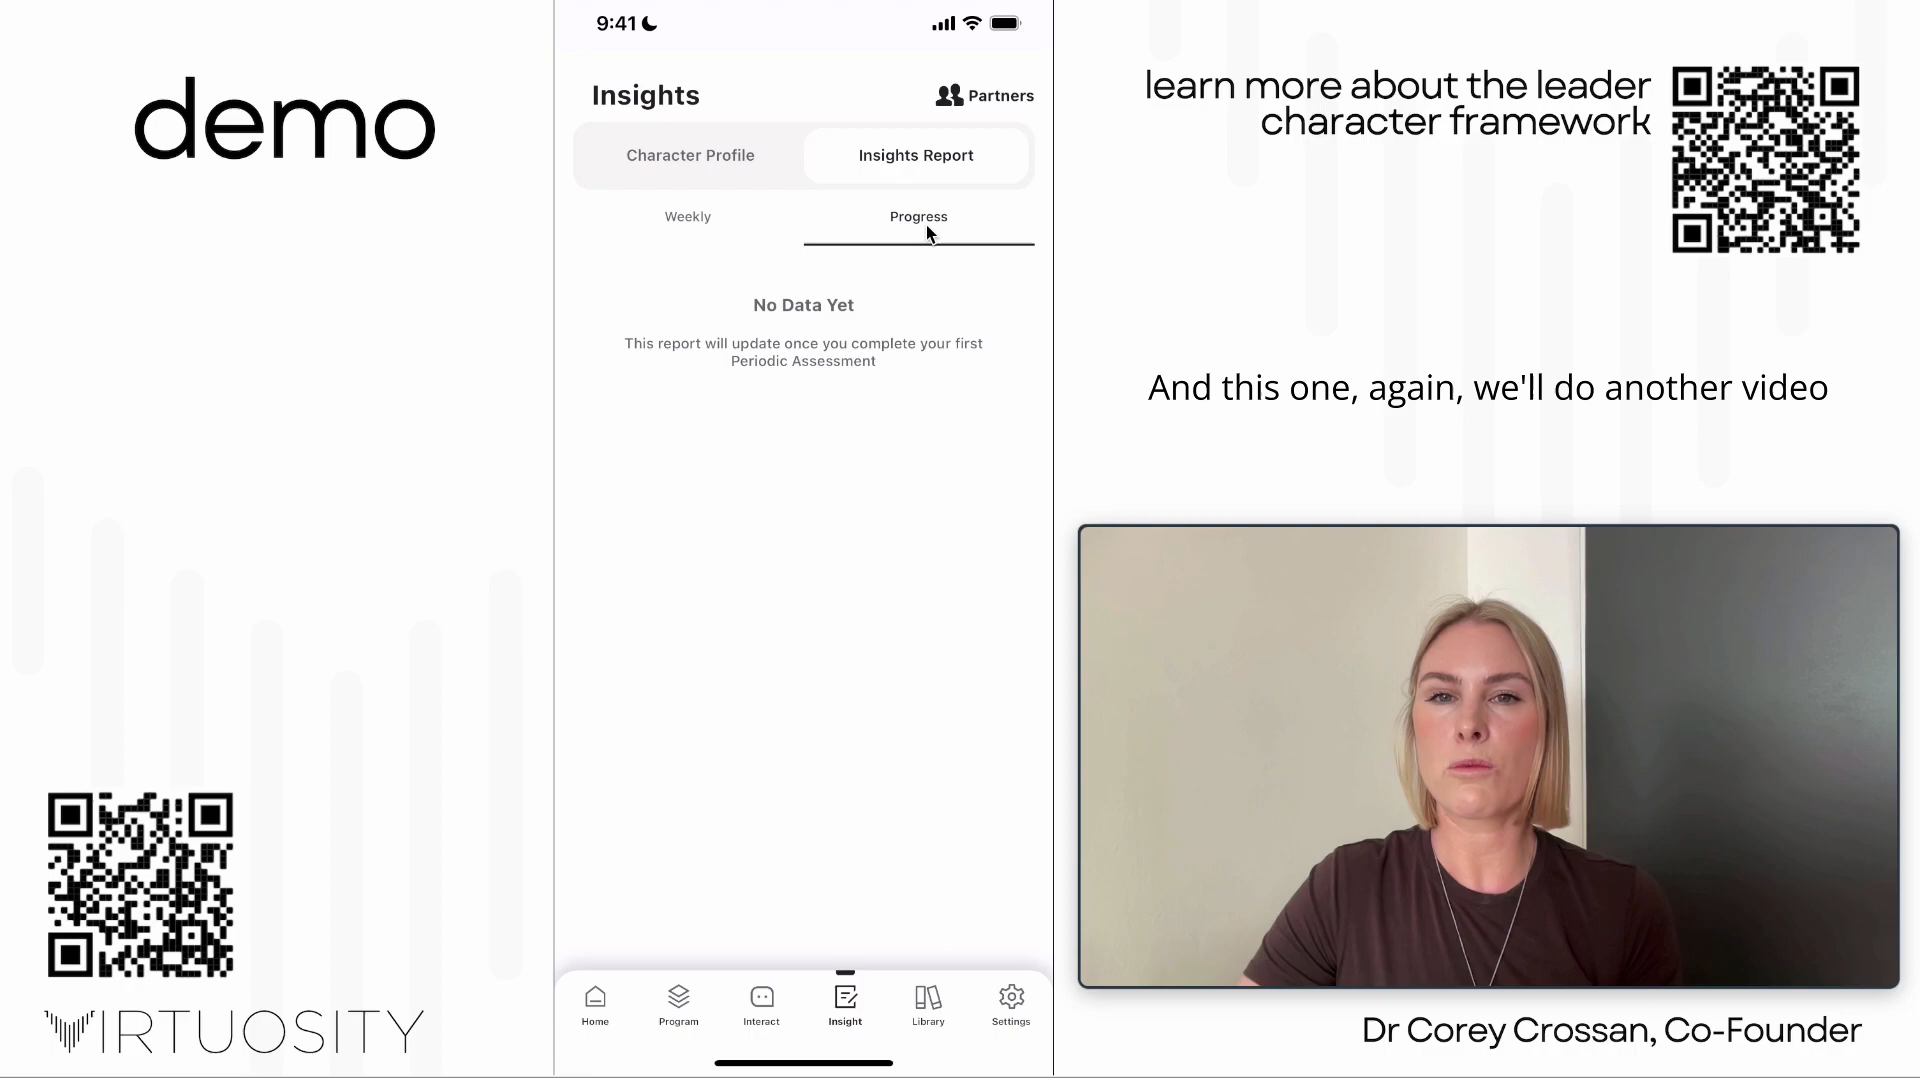 demo
VIRTUOSITY
9:41
Insights
Partners
Character Profile
Insights Report
Weekly
Progress
No Data Yet
This report will update once you complete your first
Periodic Assessment
Home
Program
Interact
Insight
Library
Settings
learn more about the leader
character framework
And this one, again, we'll do another video
Dr Corey Crossan, Co-Founder